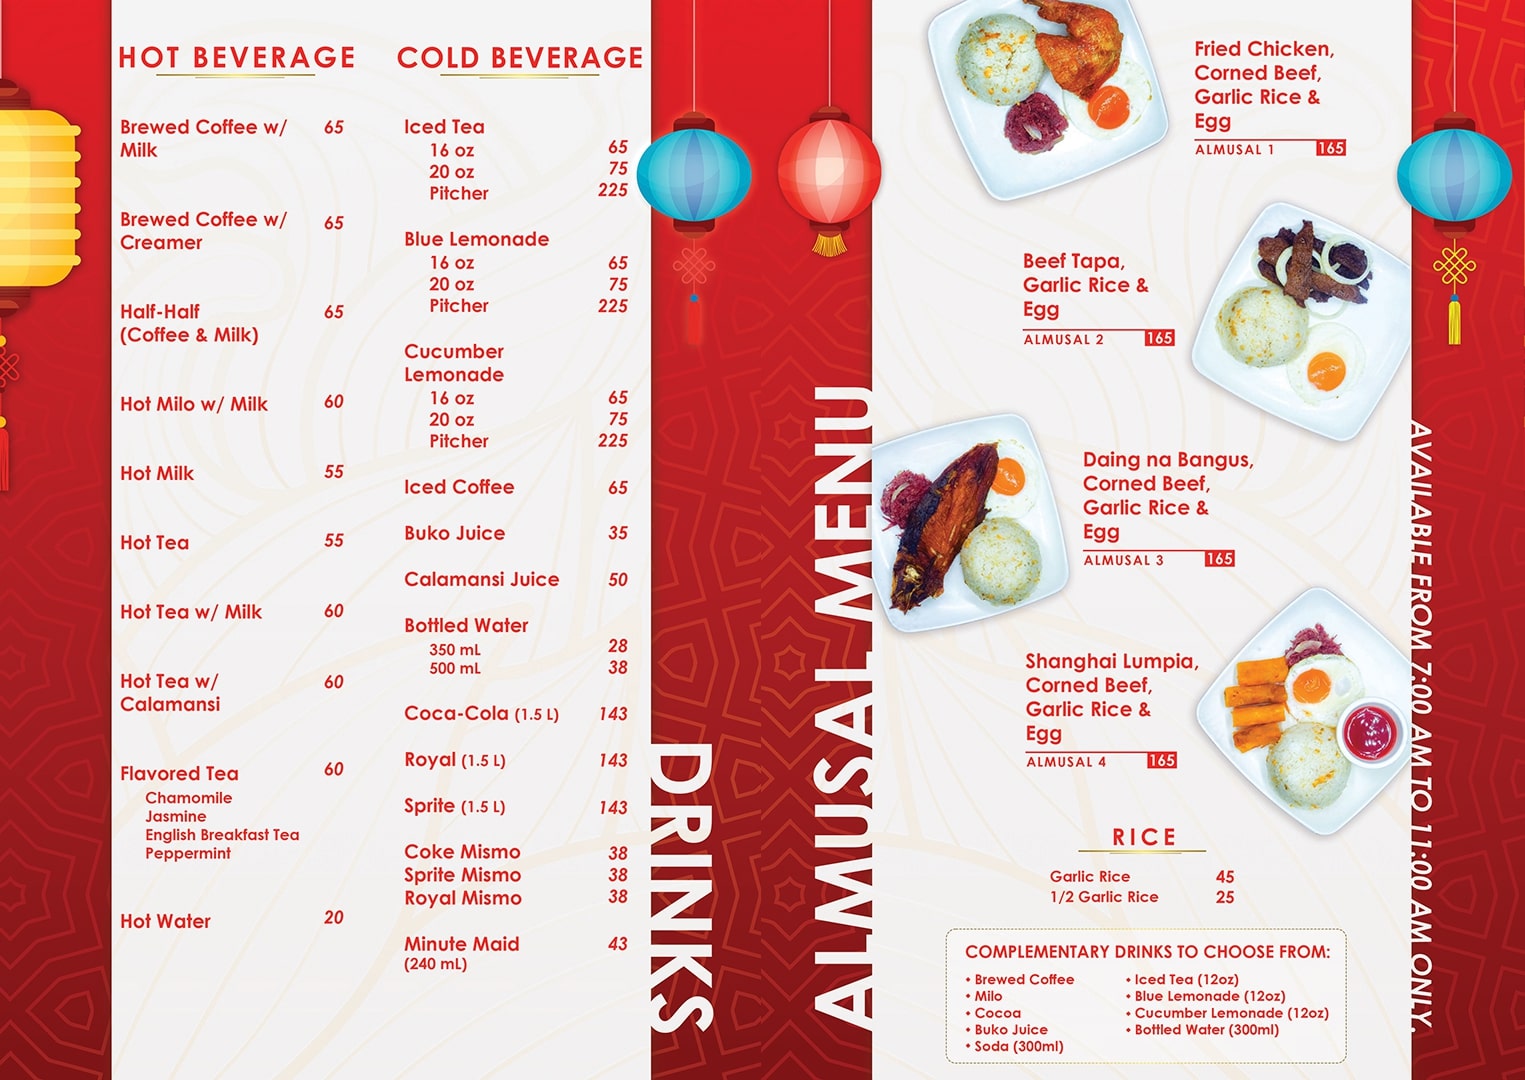 HOT BEVERAGE
Brewed Coffee w/ 65
Milk
Brewed Coffee w/ 65
Creamer
Half-Half 65
(Coffee & Milk)
Hot Milo w/ Milk 60
Hot Milk 55
Hot Tea 55
Hot Tea w/ Milk 60
Hot Tea w/ 60
Calamansi
Flavored Tea 60
Chamomile
Jasmine
English Breakfast Tea
Peppermint
Hot Water 20
COLD BEVERAGE
Iced Tea
16 oz 65
20 oz 75
Pitcher 225
Blue Lemonade
16 oz 65
20 oz 75
Pitcher 225
Cucumber
Lemonade
16 oz 65
20 oz 75
Pitcher 225
Iced Coffee 65
Buko Juice 35
Calamansi Juice 50
Bottled Water
350 mL 28
500 mL 38
Coca-Cola (1.5 L) 143
Royal (1.5 L) 143
Sprite (1.5 L) 143
Coke Mismo 38
Sprite Mismo 38
Royal Mismo 38
Minute Maid 43
(240 mL)
DRINKS
ALMUSAL MENU
Fried Chicken,
Corned Beef,
Garlic Rice &
Egg
ALMUSAL 1 165
Beef Tapa,
Garlic Rice &
Egg
ALMUSAL 2 165
Daing na Bangus,
Corned Beef,
Garlic Rice &
Egg
ALMUSAL 3 165
Shanghai Lumpia,
Corned Beef,
Garlic Rice &
Egg
ALMUSAL 4 165
RICE
Garlic Rice 45
1/2 Garlic Rice 25
COMPLEMENTARY DRINKS TO CHOOSE FROM:
• Brewed Coffee
• Milo
• Cocoa
• Buko Juice
• Soda (300ml)
• Iced Tea (12oz)
• Blue Lemonade (12oz)
• Cucumber Lemonade (12oz)
• Bottled Water (300ml)
AVAILABLE FROM 7:00 AM TO 11:00 AM ONLY.